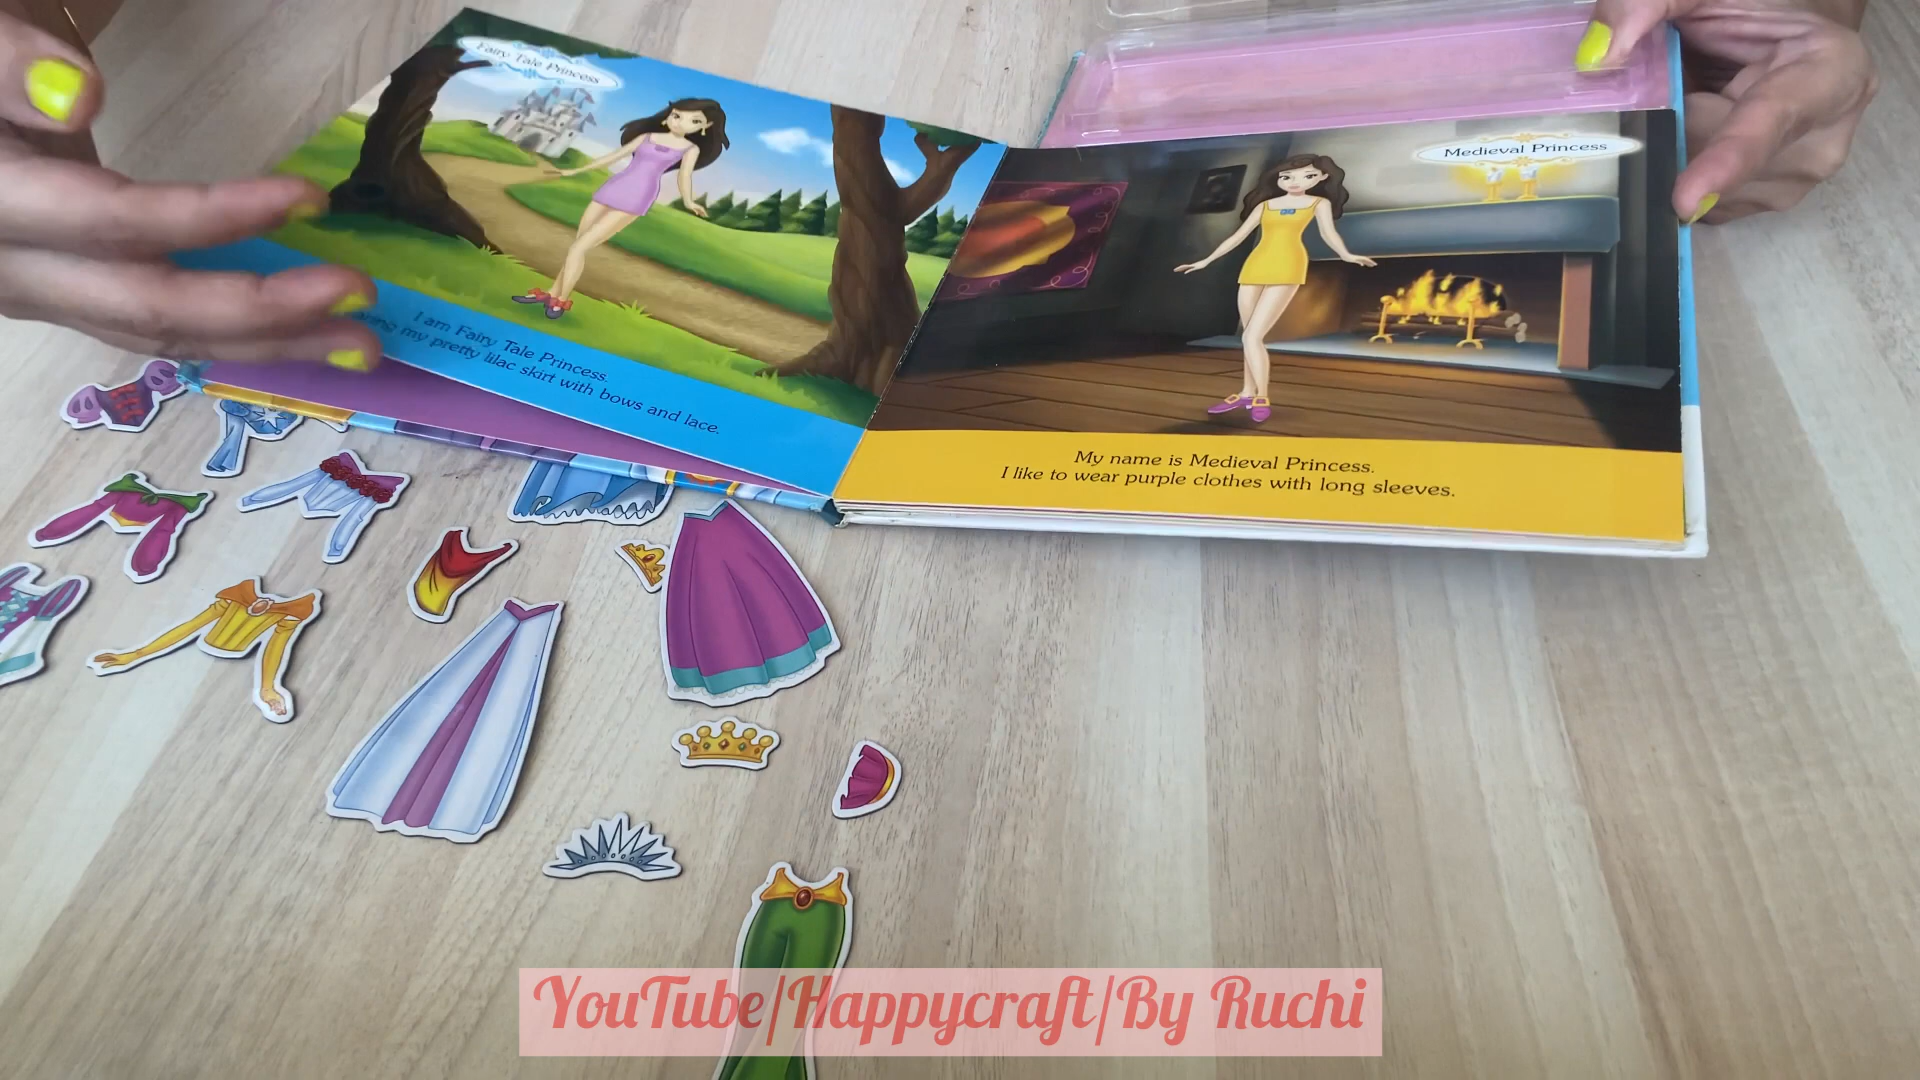 Fairy Tale Princess
I am Fairy Tale Princess.
my pretty lilac skirt with bows and lace.
Medieval Princess
My name is Medieval Princess.
I like to wear purple clothes with long sleeves.
YouTube/Happycraft/By Ruchi